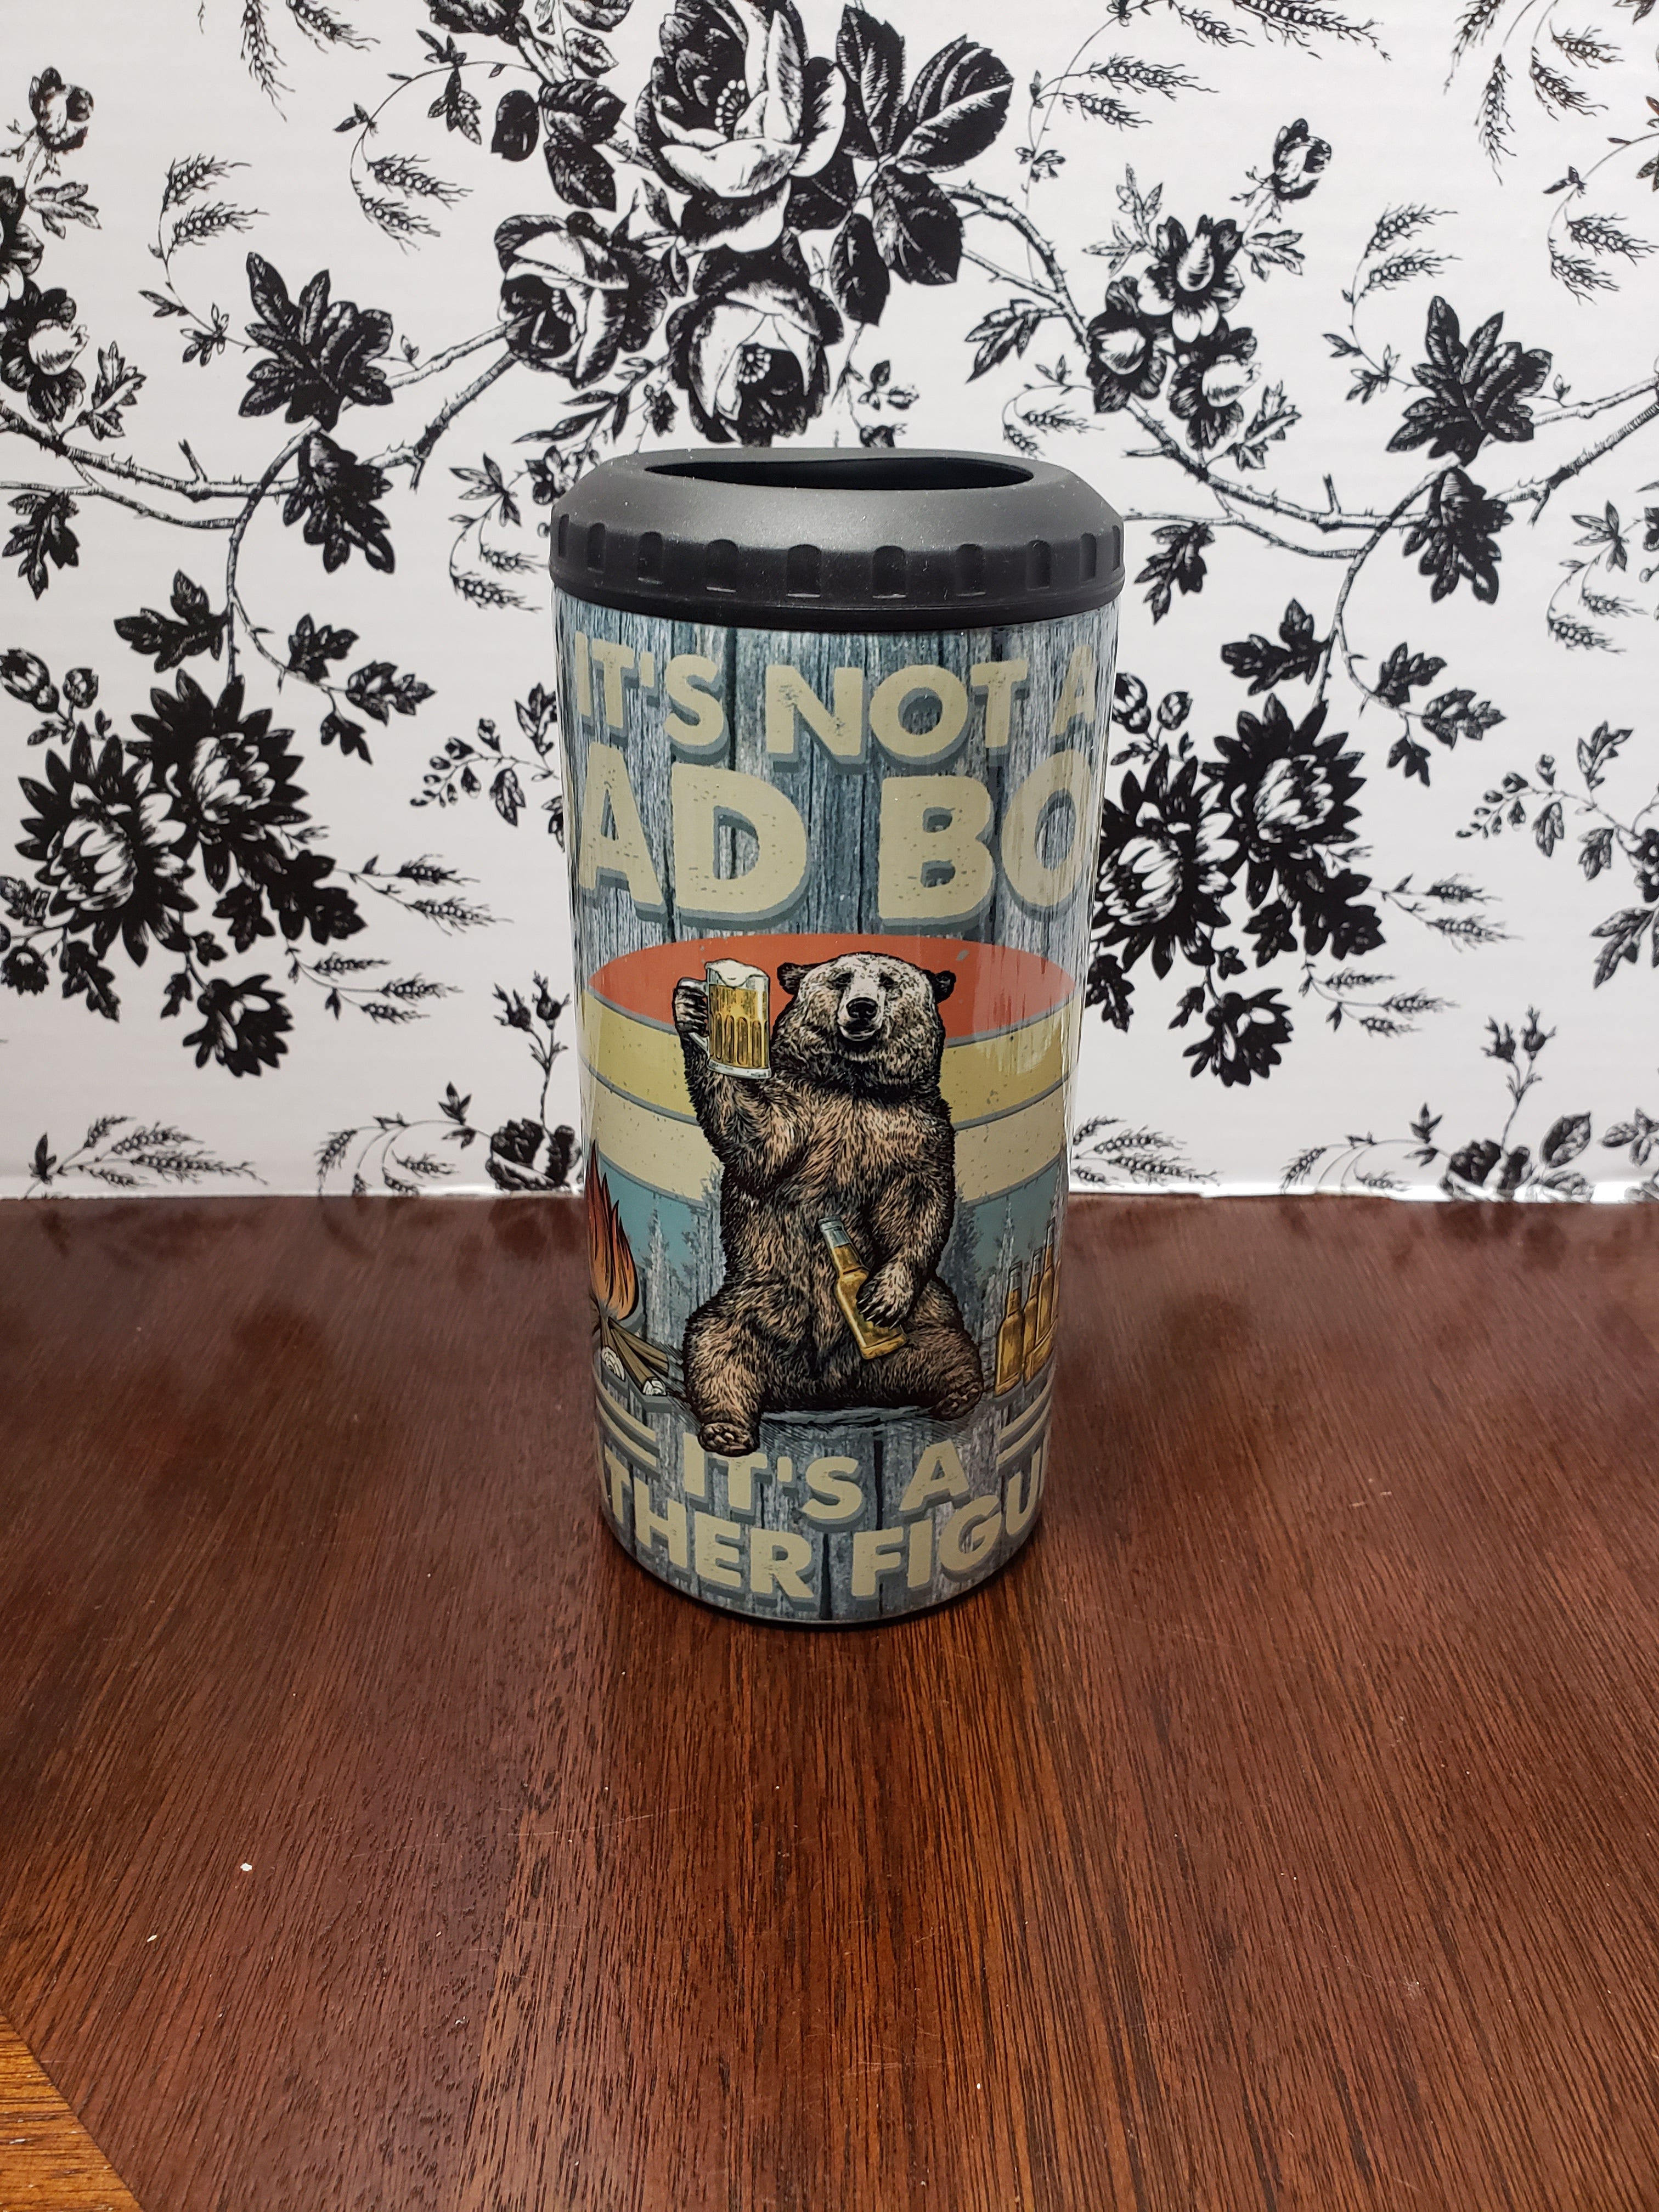 IT'S NOT A
AD BO
IT'S A
THER FIGU